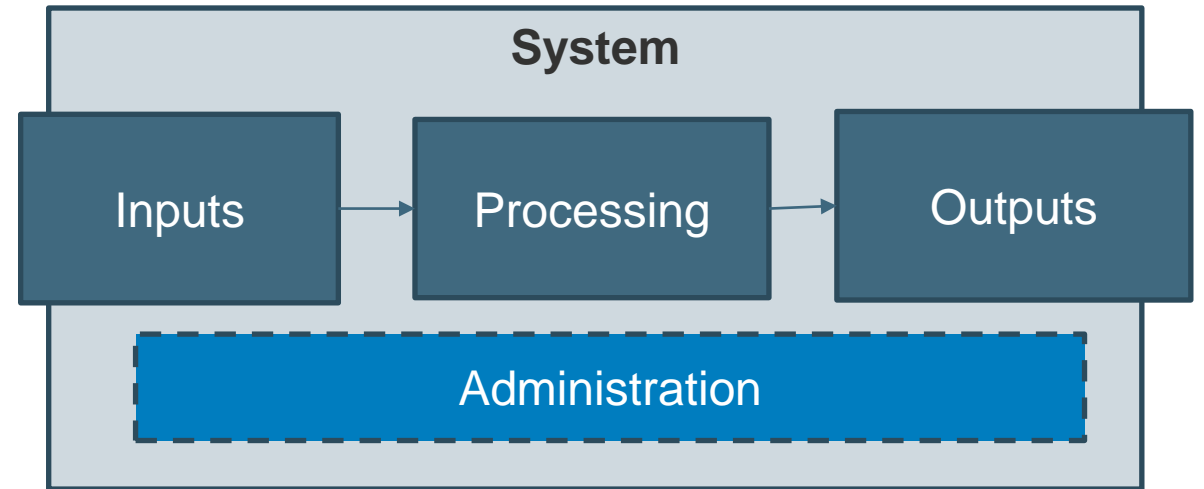 System
Inputs
Processing
Outputs
Administration